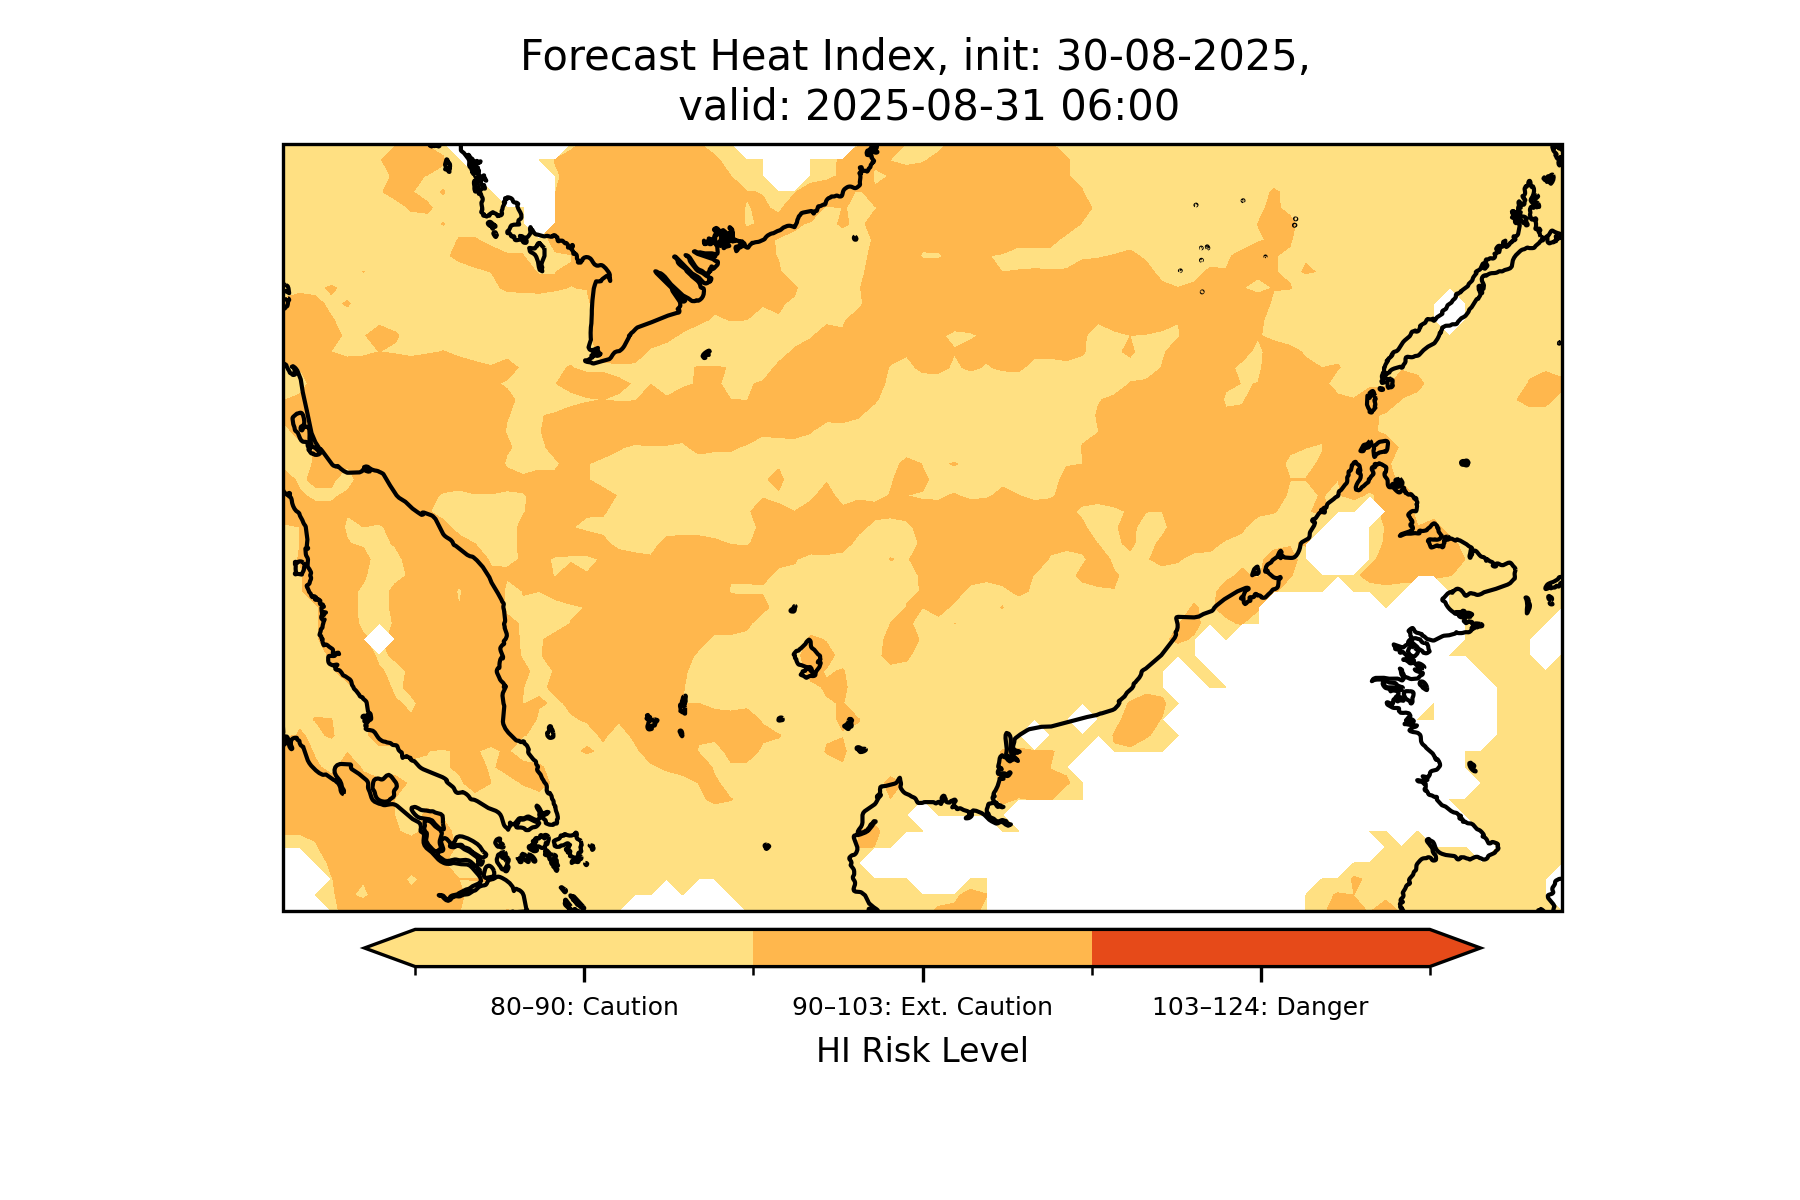 Forecast Heat Index, init: 30-08-2025,
valid: 2025-08-31 06:00
80–90: Caution
90–103: Ext. Caution
103–124: Danger
HI Risk Level